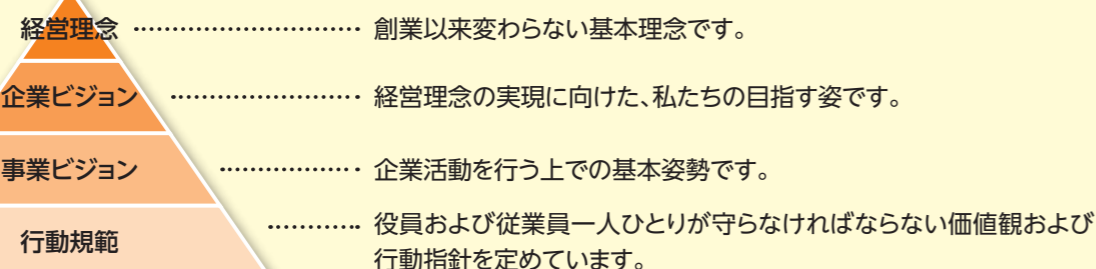 経営理念 ………………………… 創業以来変わらない基本理念です。
企業ビジョン …………………… 経営理念の実現に向けた、私たちの目指す姿です。
事業ビジョン ……………… 企業活動を行う上での基本姿勢です。
行動規範 ………… 役員および従業員一人ひとりが守らなければならない価値観および
行動指針を定めています。